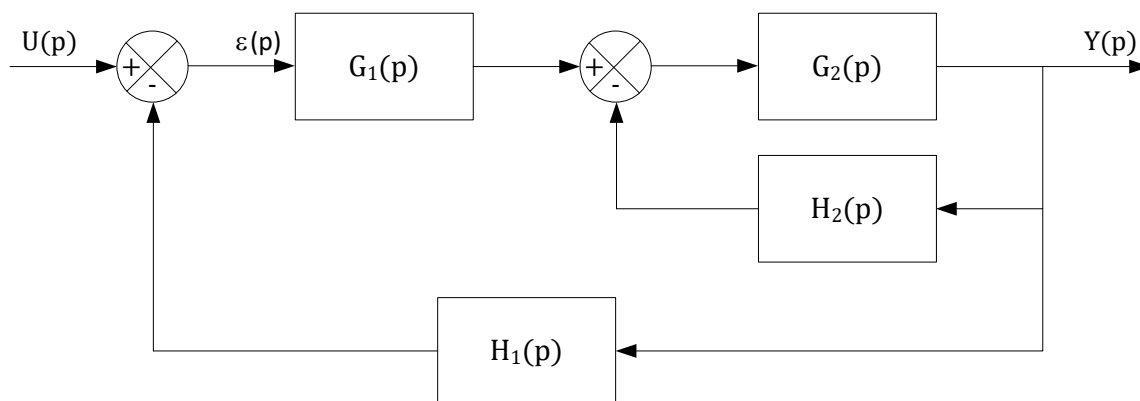 U(p)
+
-
ε(p)
G₁(p)
+
-
G₂(p)
Y(p)
H₂(p)
H₁(p)